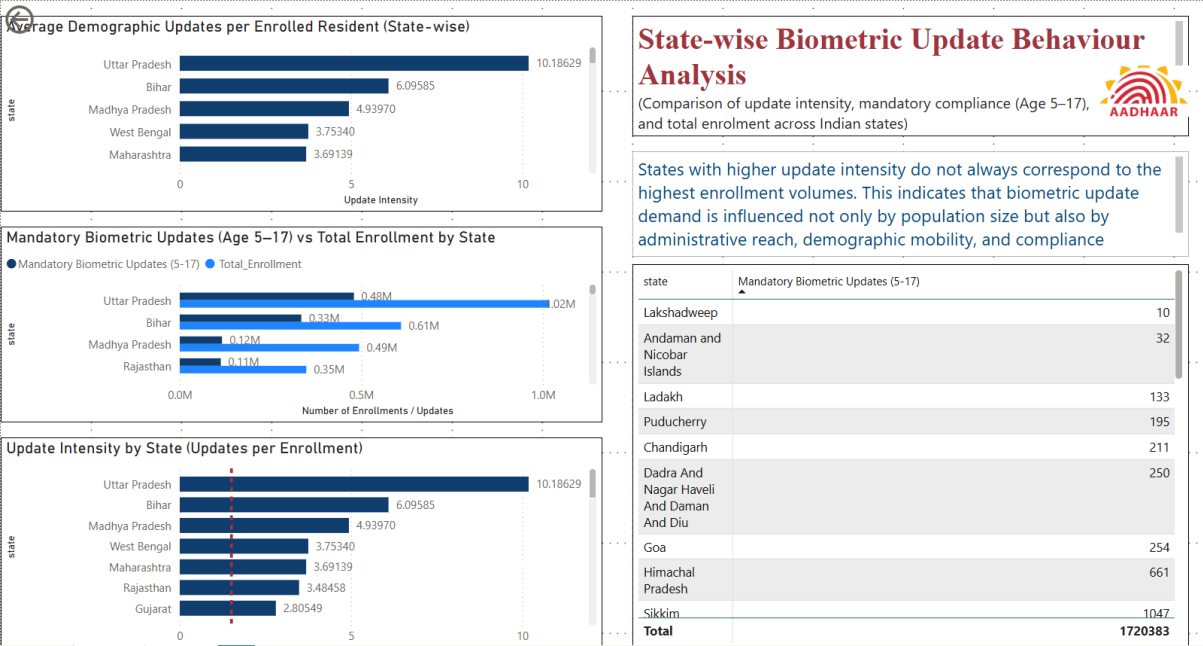 Average Demographic Updates per Enrolled Resident (State-wise)
state
Uttar Pradesh 10.18629
Bihar 6.09585
Madhya Pradesh 4.93970
West Bengal 3.75340
Maharashtra 3.69139
0 5 10
Update Intensity
Mandatory Biometric Updates (Age 5–17) vs Total Enrollment by State
Mandatory Biometric Updates (5-17) Total_Enrollment
state
Uttar Pradesh 0.48M .02M
Bihar 0.33M 0.61M
Madhya Pradesh 0.12M 0.49M
Rajasthan 0.11M 0.35M
0.0M 0.5M 1.0M
Number of Enrollments / Updates
Update Intensity by State (Updates per Enrollment)
state
Uttar Pradesh 10.18629
Bihar 6.09585
Madhya Pradesh 4.93970
West Bengal 3.75340
Maharashtra 3.69139
Rajasthan 3.48458
Gujarat 2.80549
0 5 10
State-wise Biometric Update Behaviour
Analysis
(Comparison of update intensity, mandatory compliance (Age 5–17),
and total enrolment across Indian states)
AADHAAR
States with higher update intensity do not always correspond to the
highest enrollment volumes. This indicates that biometric update
demand is influenced not only by population size but also by
administrative reach, demographic mobility, and compliance
state Mandatory Biometric Updates (5-17)
Lakshadweep 10
Andaman and 32
Nicobar
Islands
Ladakh 133
Puducherry 195
Chandigarh 211
Dadra And 250
Nagar Haveli
And Daman
And Diu
Goa 254
Himachal 661
Pradesh
Sikkim 1047
Total 1720383